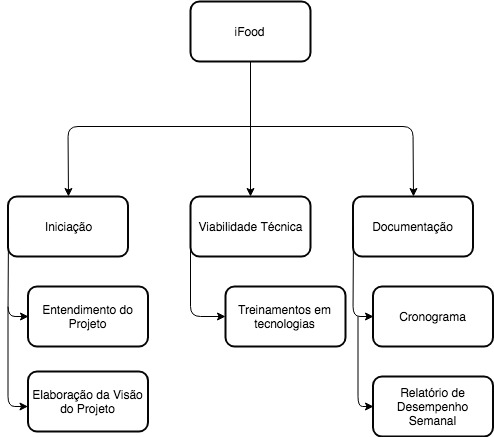 iFood
Iniciação
Viabilidade Técnica
Documentação
Entendimento do
Projeto
Treinamentos em
tecnologias
Cronograma
Elaboração da Visão
do Projeto
Relatório de
Desempenho
Semanal